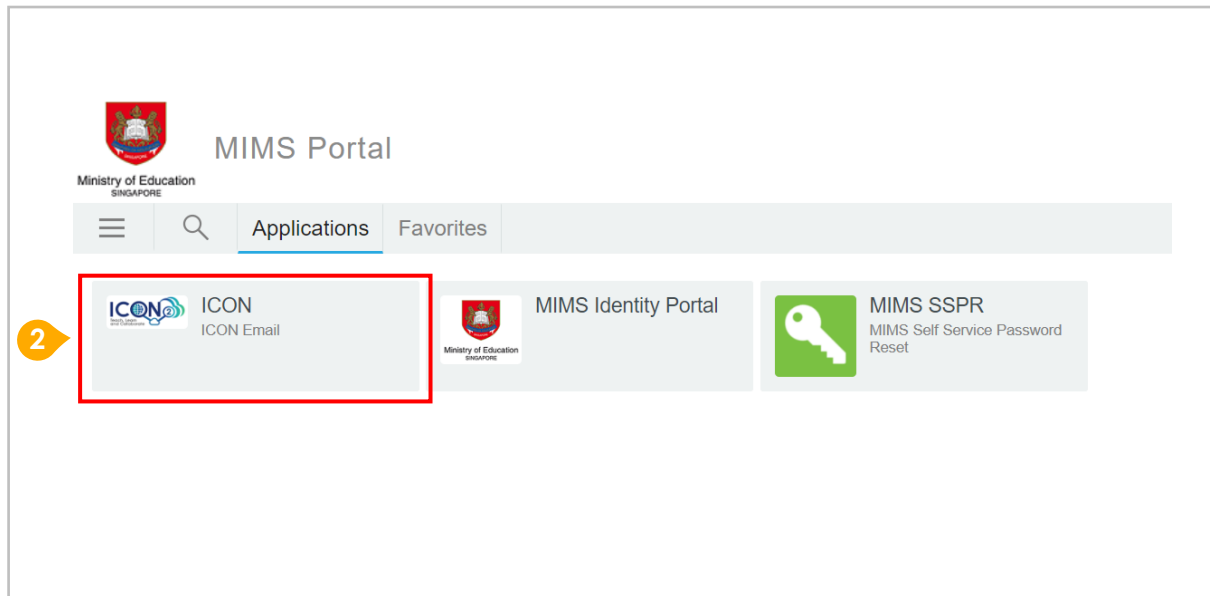 MIMS Portal
Ministry of Education
SINGAPORE
Applications Favorites
2
ICON2
ICON
ICON Email
Ministry of Education
SINGAPORE
MIMS Identity Portal
MIMS SSPR
MIMS Self Service Password
Reset